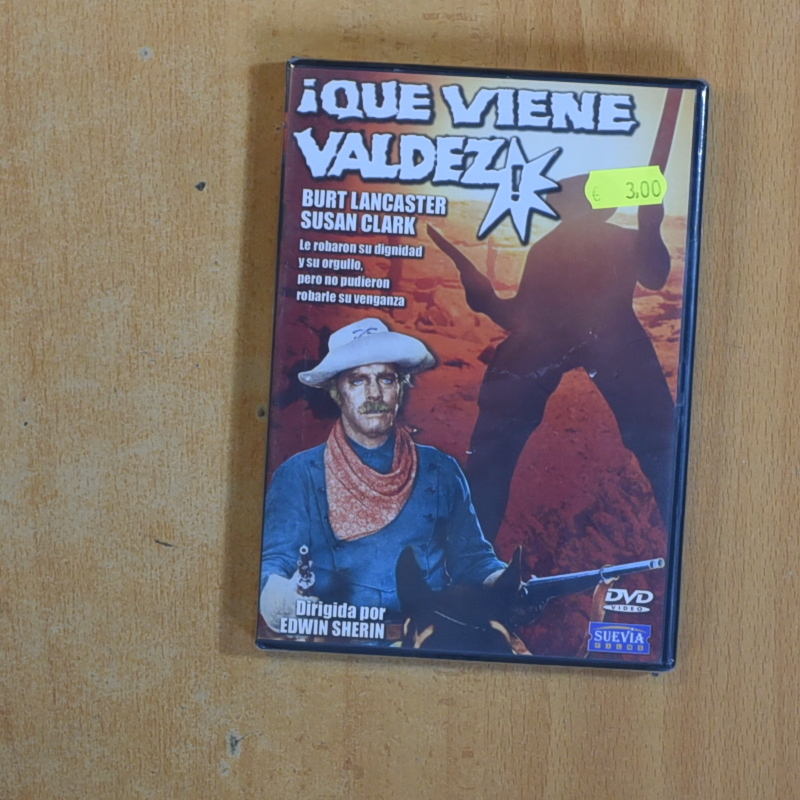 ¡QUE VIENE
VALDEZ!
€ 3,00
BURT LANCASTER
SUSAN CLARK
Le robaron su dignidad
y su orgullo,
pero no pudieron
robarle su venganza
Dirigida por
EDWIN SHERIN
DVD
VIDEO
SUEVIA
FILMS